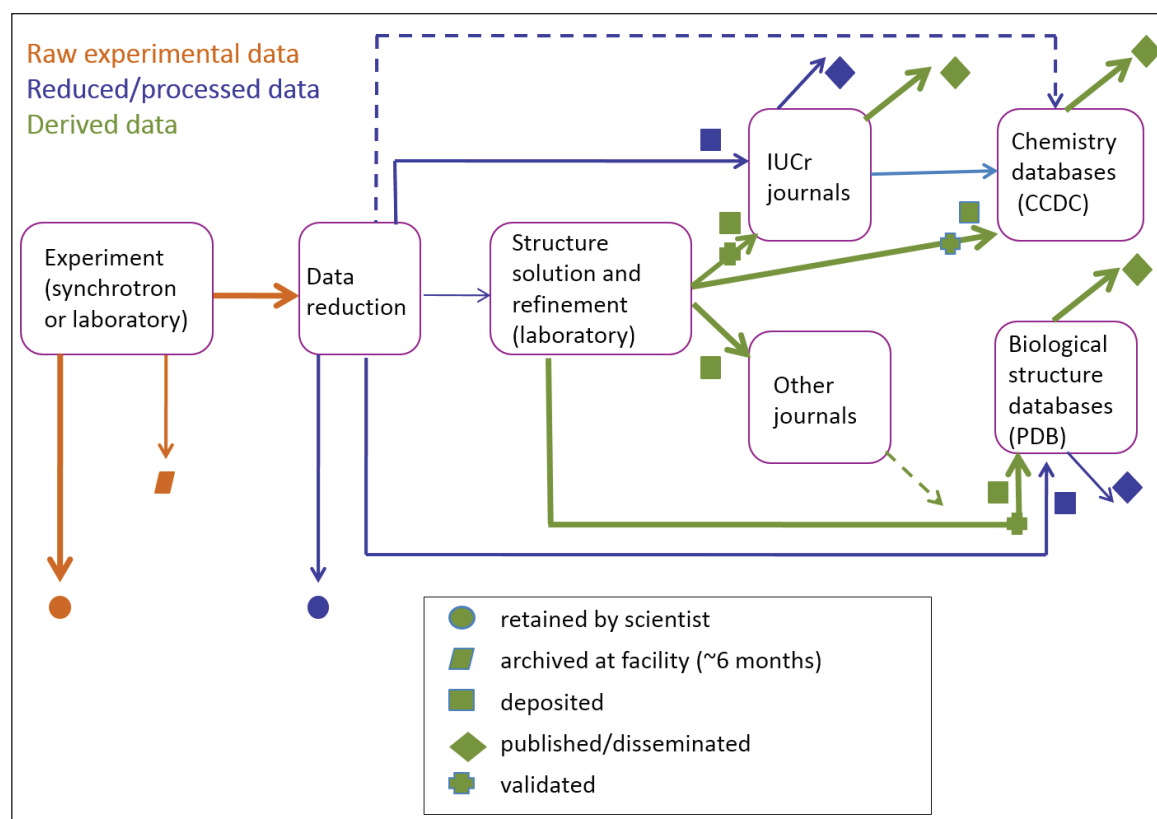 Raw experimental data
Reduced/processed data
Derived data
Experiment
(synchrotron
or laboratory)
Data
reduction
Structure
solution and
refinement
(laboratory)
IUCr
journals
Chemistry
databases
(CCDC)
Other
journals
Biological
structure
databases
(PDB)
retained by scientist
archived at facility (~6 months)
deposited
published/disseminated
validated